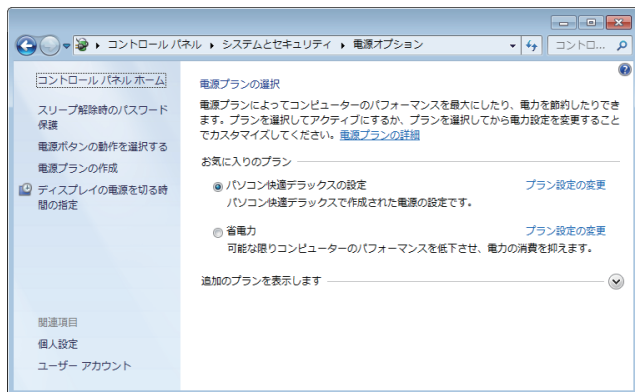 コントロール パネル ▸ システムとセキュリティ ▸ 電源オプション
コントロ...
コントロール パネル ホーム
スリープ解除時のパスワード
保護
電源ボタンの動作を選択する
電源プランの作成
ディスプレイの電源を切る時
間の指定
関連項目
個人設定
ユーザー アカウント
電源プランの選択
電源プランによってコンピューターのパフォーマンスを最大にしたり、電力を節約したりでき
ます。プランを選択してアクティブにするか、プランを選択してから電力設定を変更すること
でカスタマイズしてください。電源プランの詳細
お気に入りのプラン
パソコン快適デラックスの設定 プラン設定の変更
パソコン快適デラックスで作成された電源の設定です。
省電力 プラン設定の変更
可能な限りコンピューターのパフォーマンスを低下させ、電力の消費を抑えます。
追加のプランを表示します